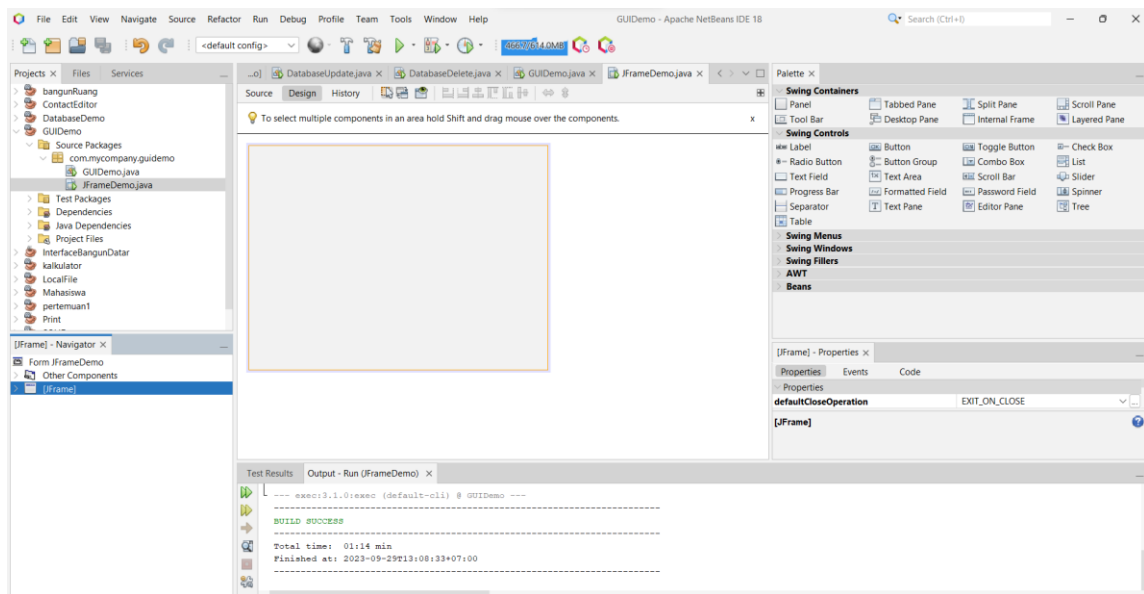 File Edit View Navigate Source Refactor Run Debug Profile Team Tools Window Help
GUIDemo - Apache NetBeans IDE 18
Search (Ctrl+I)
<default config>
Projects
Files
Services
bangunRuang
ContactEditor
DatabaseDemo
GUIDemo
Source Packages
com.mycompany.guidemo
GUIDemo.java
JFrameDemo.java
Test Packages
Dependencies
Java Dependencies
Project Files
InterfaceBangunDatar
kalkulator
LocalFile
Mahasiswa
pertemuan1
Print
[JFrame] - Navigator
Form JFrameDemo
Other Components
[JFrame]
...o]
DatabaseUpdate.java
DatabaseDelete.java
GUIDemo.java
JFrameDemo.java
Source Design History
To select multiple components in an area hold Shift and drag mouse over the components.
Palette
Swing Containers
Panel Tabbed Pane Split Pane Scroll Pane
Tool Bar Desktop Pane Internal Frame Layered Pane
Swing Controls
Label Button Toggle Button Check Box
Radio Button Button Group Combo Box List
Text Field Text Area Scroll Bar Slider
Progress Bar Formatted Field Password Field Spinner
Separator Text Pane Editor Pane Tree
Table
Swing Menus
Swing Windows
Swing Fillers
AWT
Beans
[JFrame] - Properties
Properties Events Code
Properties
defaultCloseOperation EXIT_ON_CLOSE
[JFrame]
Test Results
Output - Run (JFrameDemo)
--- exec:3.1.0:exec (default-cli) @ GUIDemo ---
------------------------------------------------------------------------
BUILD SUCCESS
------------------------------------------------------------------------
Total time: 01:14 min
Finished at: 2023-09-29T13:08:33+07:00
------------------------------------------------------------------------